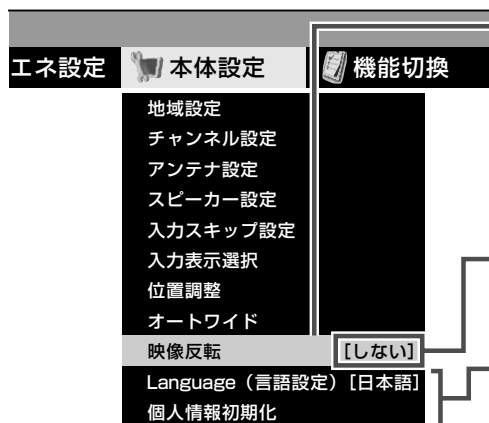 エネ設定 本体設定 機能切換
地域設定
チャンネル設定
アンテナ設定
スピーカー設定
入力スキップ設定
入力表示選択
位置調整
オートワイド
映像反転 [しない]
Language（言語設定）[日本語]
個人情報初期化